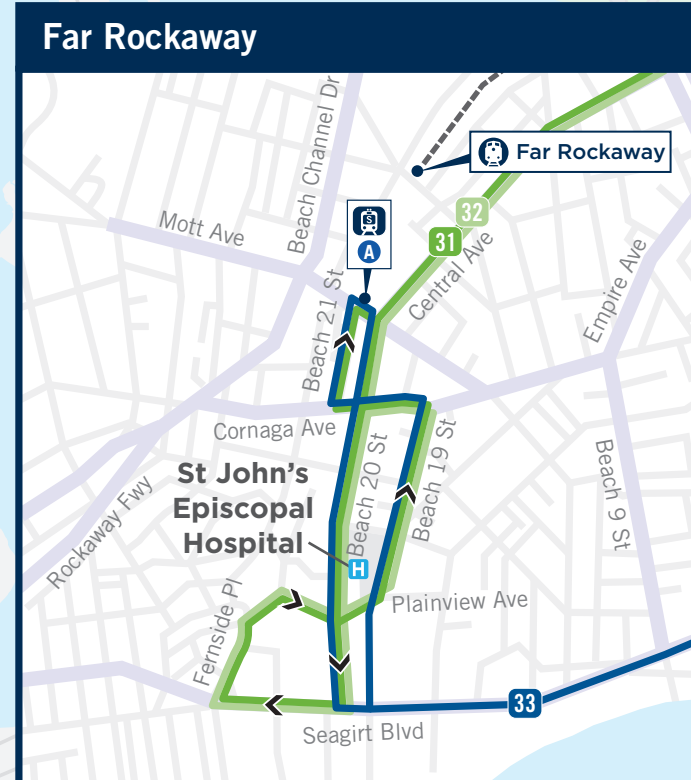 Far Rockaway
Beach Channel Dr
Far Rockaway
Mott Ave
S
A
32
31
Central Ave
Empire Ave
Beach 21 St
Cornaga Ave
Beach 20 St
Beach 19 St
Beach 9 St
St John's
Episcopal
Hospital
H
Rockaway Fwy
Fernside Pl
Plainview Ave
33
Seagirt Blvd